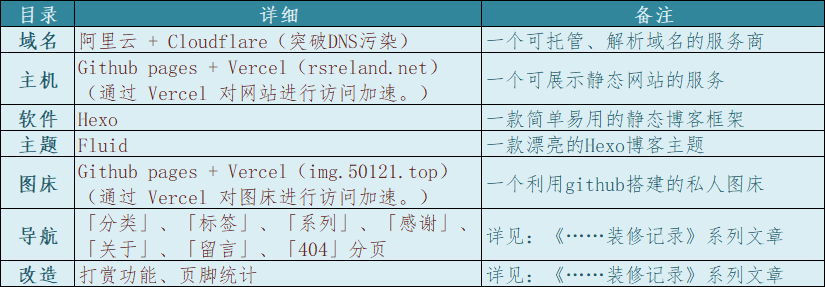 目录 详细 备注
域名 阿里云 + Cloudflare（突破DNS污染） 一个可托管、解析域名的服务商
主机 Github pages + Vercel（rsreland.net）
（通过 Vercel 对网站进行访问加速。） 一个可展示静态网站的服务
软件 Hexo 一款简单易用的静态博客框架
主题 Fluid 一款漂亮的Hexo博客主题
图床 Github pages + Vercel（img.50121.top）
（通过 Vercel 对图床进行访问加速。） 一个利用github搭建的私人图床
导航 「分类」、「标签」、「系列」、「感谢」、
「关于」、「留言」、「404」分页 详见：《……装修记录》系列文章
改造 打赏功能、页脚统计 详见：《……装修记录》系列文章